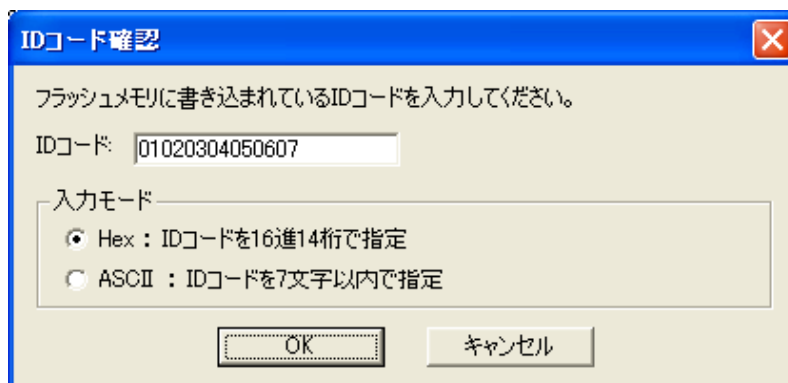 IDコード確認
フラッシュメモリに書き込まれているIDコードを入力してください。
IDコード: 01020304050607
入力モード
Hex : IDコードを16進14桁で指定
ASCII : IDコードを7文字以内で指定
OK キャンセル